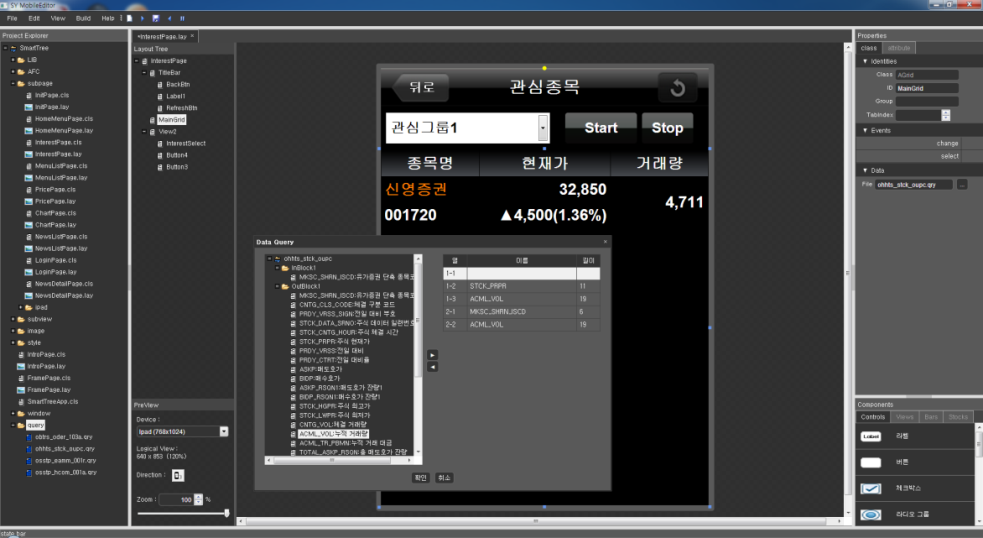 SY MobileEditor
File Edit View Build Help
Project Explorer
SmartTree
LIB
AFC
subpage
InitPage.cls
InitPage.lay
HomeMenuPage.cls
HomeMenuPage.lay
InterestPage.cls
InterestPage.lay
MenuListPage.cls
MenuListPage.lay
PricePage.cls
PricePage.lay
ChartPage.cls
ChartPage.lay
NewsListPage.cls
NewsListPage.lay
LoginPage.cls
LoginPage.lay
NewsDetailPage.cls
NewsDetailPage.lay
ipad
subview
image
style
IntroPage.cls
IntroPage.lay
FramePage.cls
FramePage.lay
SmartTreeApp.cls
window
query
obtrs_oder_103a.qry
ohhts_stck_oupc.qry
osstp_eamm_001r.qry
osstp_hcom_001a.qry
*InterestPage.lay ×
Layout Tree
InterestPage
TitleBar
BackBtn
Label1
RefreshBtn
MainGrid
View2
InterestSelect
Button4
Button3
PreView
Device :
Ipad (768x1024)
Logical View :
640 x 853 (120%)
Direction :
Zoom : 100 %
뒤로 관심종목
관심그룹1 Start Stop
종목명 현재가 거래량
신영증권 32,850 4,711
001720 ▲4,500(1.36%)
Data Query
ohhts_stck_oupc
InBlock1
MKSC_SHRN_ISCD:유가증권 단축 종목코
OutBlock1
MKSC_SHRN_ISCD:유가증권 단축 종목코
CNTG_CLS_CODE:체결 구분 코드
PRDY_VRSS_SIGN:전일 대비 부호
STCK_DATA_SRNO:주식 데이터 일련번호
STCK_CNTG_HOUR:주식 체결 시간
STCK_PRPR:주식 현재가
PRDY_VRSS:전일 대비
PRDY_CTRT:전일 대비율
ASKP:매도호가
BIDP:매수호가
ASKP_RSQN1:매도호가 잔량1
BIDP_RSQN1:매수호가 잔량1
STCK_HGPR:주식 최고가
STCK_LWPR:주식 최저가
CNTG_VOL:체결 거래량
ACML_VOL:누적 거래량
ACML_TR_PBMN:누적 거래 대금
TOTAL_ASKP_RSQN:총 매도호가 잔량
열 이름 길이
1-1
1-2 STCK_PRPR 11
1-3 ACML_VOL 19
2-1 MKSC_SHRN_ISCD 6
2-2 ACML_VOL 19
확인 취소
Properties
class attribute
Identities
Class AGrid
ID MainGrid
Group
TabIndex
Events
change
select
Data
File ohhts_stck_oupc.qry ...
Components
Controls Views Bars Stocks
Label 라벨
버튼
체크박스
라디오 그룹
state_bar